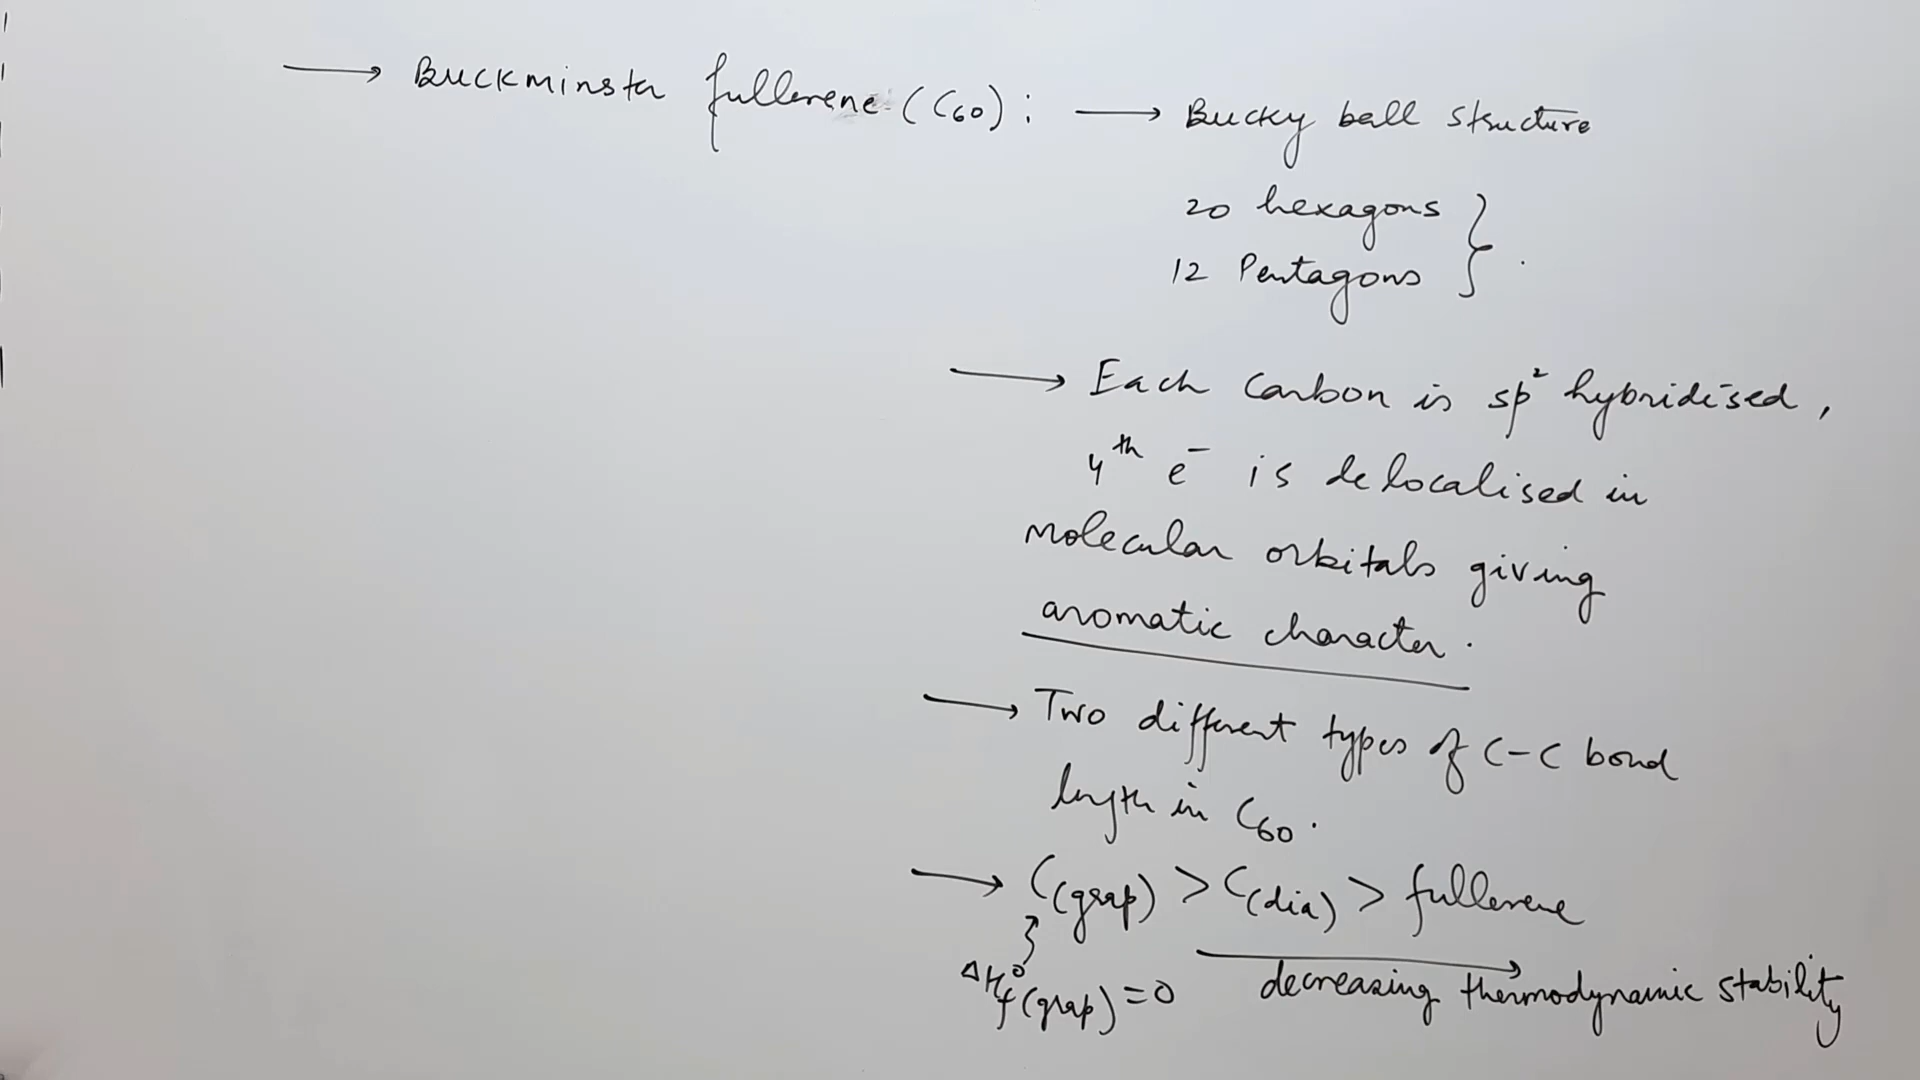 → Buckminster fullerene (C₆₀) : → Bucky ball structure
20 hexagons }
12 Pentagons
→ Each carbon is sp² hybridised,
4ᵗʰ e⁻ is delocalised in
molecular orbitals giving
aromatic character.
→ Two different types of C-C bond
length in C₆₀.
→ C(grap) > C(dia) > fullerene
ΔH°f(grap) = 0 decreasing thermodynamic stability